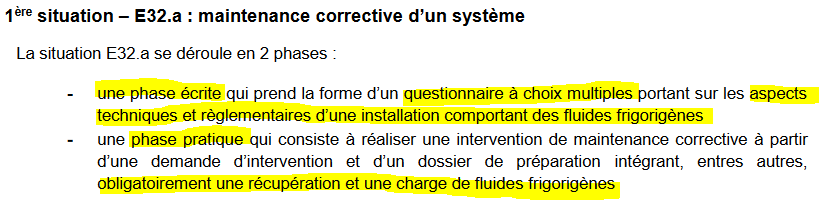 1ère situation – E32.a : maintenance corrective d’un système
La situation E32.a se déroule en 2 phases :
- une phase écrite qui prend la forme d’un questionnaire à choix multiples portant sur les aspects
techniques et règlementaires d’une installation comportant des fluides frigorigènes
- une phase pratique qui consiste à réaliser une intervention de maintenance corrective à partir
d’une demande d’intervention et d’un dossier de préparation intégrant, entres autres,
obligatoirement une récupération et une charge de fluides frigorigènes